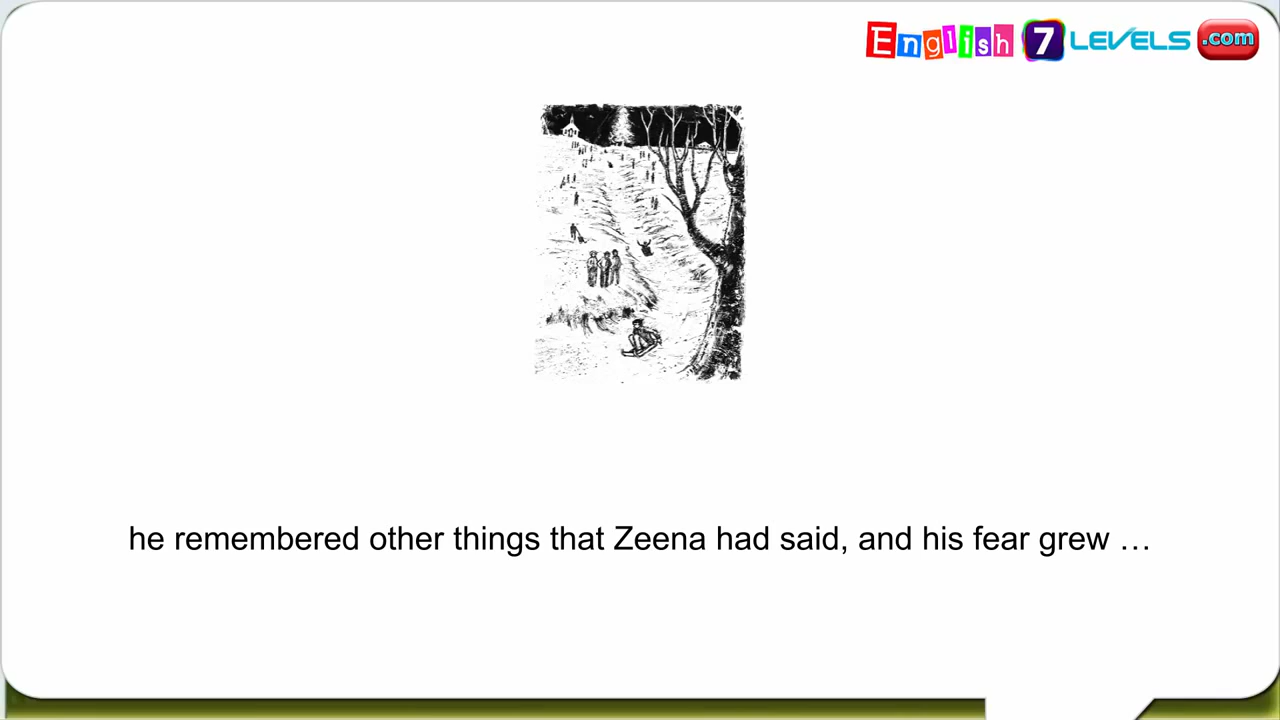 English 7 LEVELS .com
he remembered other things that Zeena had said, and his fear grew …